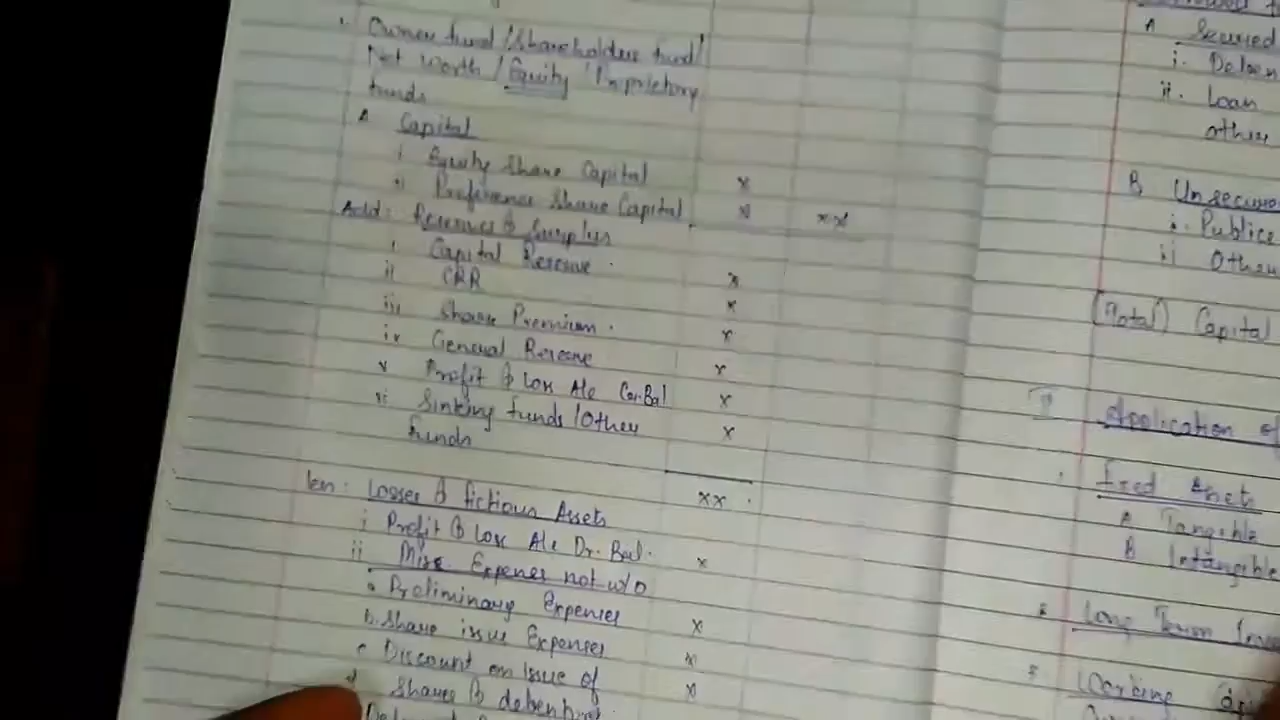 1. Owner fund / Shareholders fund /
Net Worth / Equity / Proprietory
funds
A Capital
i Equity Share Capital x
ii Preference Share Capital x xx
Add: Reserves & Surplus
i Capital Reserve x
ii CRR x
iii Share Premium. x
iv General Reserve x
v Profit & Loss A/c Cr. Bal x
vi Sinking funds / Other
funds x
xx
Less: Losses & fictious Assets
i Profit & Loss A/c Dr. Bal. x
ii Misc. Expenses not w/o
a Preliminary Expenses x
b. Share issue Expenses x
c Discount on Issue of x
Shares & debentures
d
A Secured
i. Deben
ii. Loan
other
B Unsecured
i. Publice
ii Other
(Total) Capital
II Application of
1 Fixed Assets
A Tangible
B Intangible
2 Long Term
3 Working